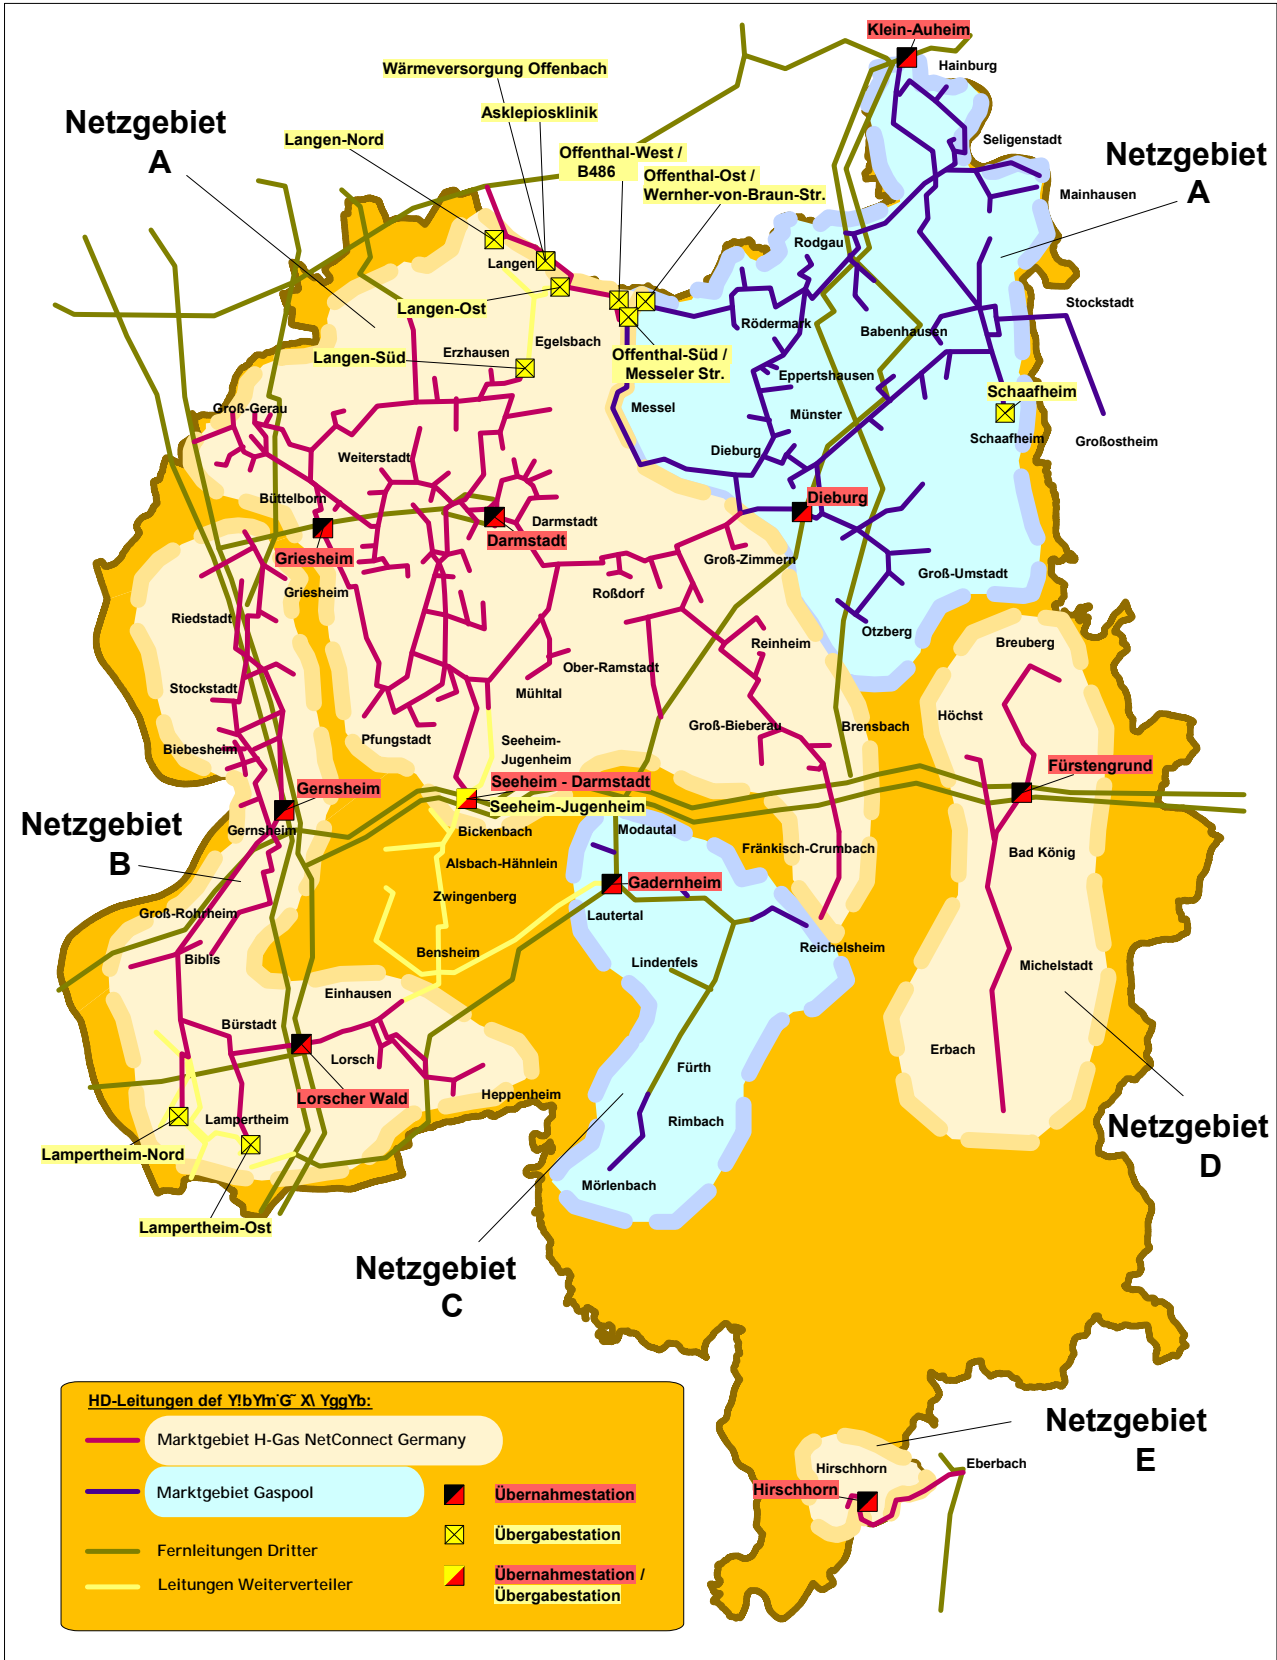 Klein-Auheim
Hainburg
Wärmeversorgung Offenbach
Asklepiosklinik
Netzgebiet
A
Langen-Nord
Offenthal-West /
B486
Offenthal-Ost /
Wernher-von-Braun-Str.
Seligenstadt
Netzgebiet
A
Mainhausen
Rodgau
Langen
Langen-Ost
Stockstadt
Rödermark
Babenhausen
Egelsbach
Erzhausen
Langen-Süd
Offenthal-Süd /
Messeler Str.
Eppertshausen
Schaafheim
Groß-Gerau
Messel
Münster
Schaafheim
Großostheim
Weiterstadt
Dieburg
Büttelborn
Dieburg
Darmstadt
Darmstadt
Griesheim
Groß-Zimmern
Griesheim
Roßdorf
Groß-Umstadt
Riedstadt
Otzberg
Reinheim
Breuberg
Ober-Ramstadt
Stockstadt
Mühltal
Höchst
Groß-Bieberau
Brensbach
Pfungstadt
Biebesheim
Seeheim-
Jugenheim
Fürstengrund
Seeheim - Darmstadt
Gernsheim
Seeheim-Jugenheim
Netzgebiet
B
Gernsheim
Bickenbach
Modautal
Fränkisch-Crumbach
Bad König
Alsbach-Hähnlein
Gadernheim
Zwingenberg
Groß-Rohrheim
Lautertal
Reichelsheim
Bensheim
Biblis
Lindenfels
Michelstadt
Einhausen
Bürstadt
Erbach
Lorsch
Fürth
Heppenheim
Lorscher Wald
Lampertheim
Rimbach
Netzgebiet
D
Lampertheim-Nord
Mörlenbach
Lampertheim-Ost
Netzgebiet
C
HD-Leitungen def Y!bYhn ̇G ̃ X\ YggYb:
Marktgebiet H-Gas NetConnect Germany
Marktgebiet Gaspool
Fernleitungen Dritter
Leitungen Weiterverteiler
Übernahmestation
Übergabestation
Übernahmestation /
Übergabestation
Netzgebiet
E
Hirschhorn
Eberbach
Hirschhorn